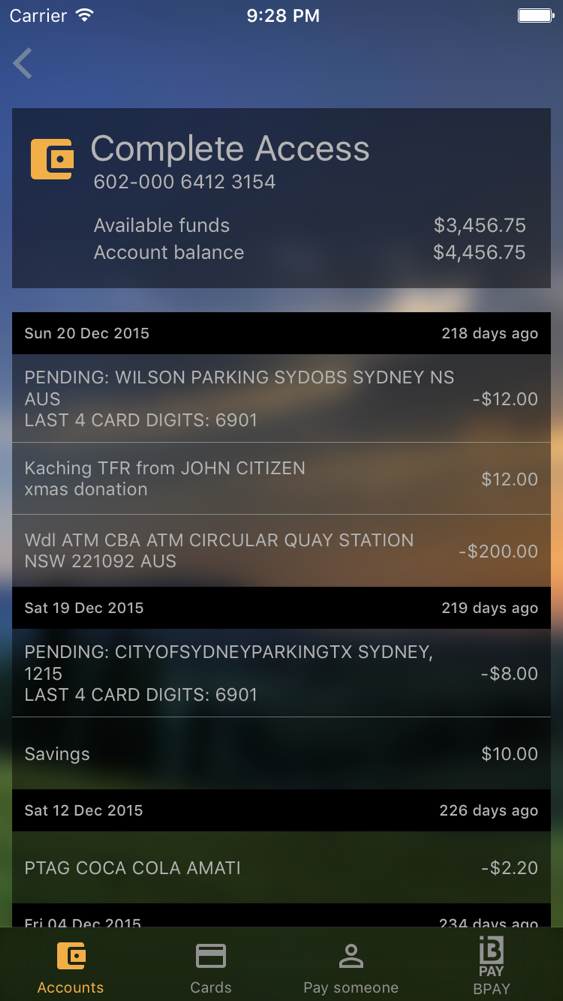 Carrier 9:28 PM
Complete Access
602-000 6412 3154
Available funds $3,456.75
Account balance $4,456.75
Sun 20 Dec 2015 218 days ago
PENDING: WILSON PARKING SYDOBS SYDNEY NS
AUS
LAST 4 CARD DIGITS: 6901
-$12.00
Kaching TFR from JOHN CITIZEN
xmas donation
$12.00
Wdl ATM CBA ATM CIRCULAR QUAY STATION
NSW 221092 AUS
-$200.00
Sat 19 Dec 2015 219 days ago
PENDING: CITYOFSYDNEYPARKINGTX SYDNEY,
1215
LAST 4 CARD DIGITS: 6901
-$8.00
Savings $10.00
Sat 12 Dec 2015 226 days ago
PTAG COCA COLA AMATI -$2.20
Fri 04 Dec 2015 234 days ago
Accounts Cards Pay someone
B
PAY
BPAY